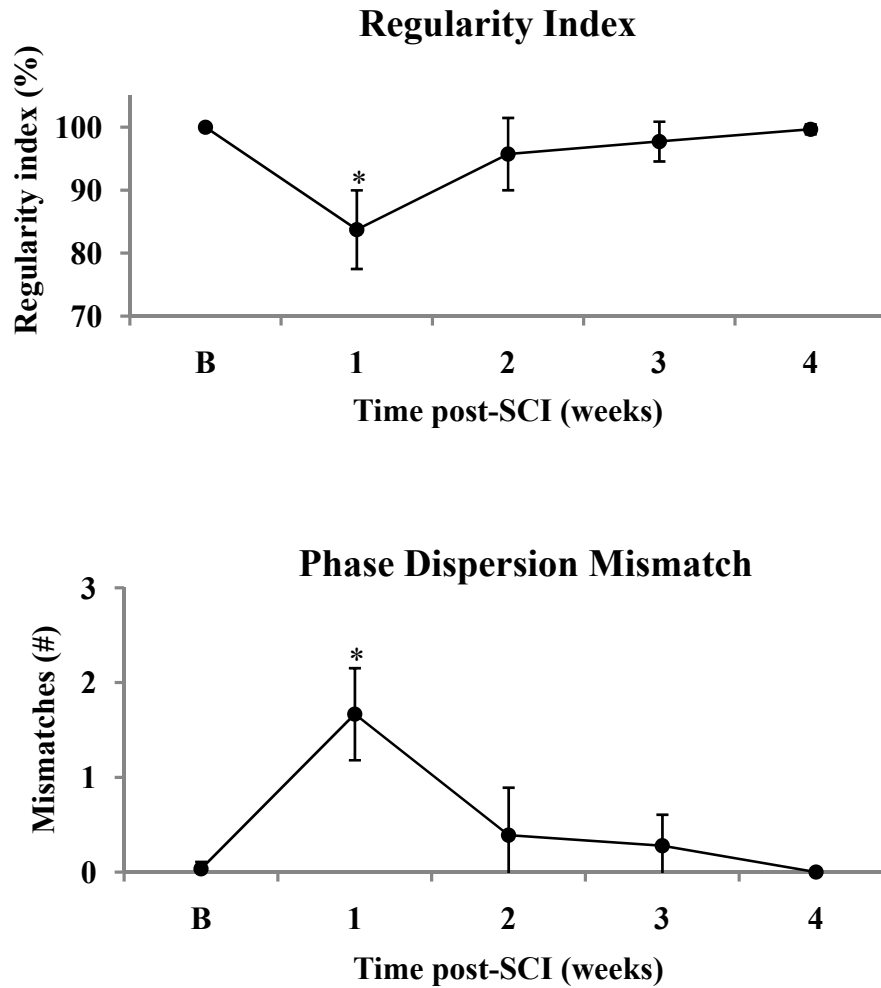 Regularity Index
Regularity index (%)
100
90
80
70
*
B 1 2 3 4
Time post-SCI (weeks)
Phase Dispersion Mismatch
Mismatches (#)
3
2
1
0
*
B 1 2 3 4
Time post-SCI (weeks)